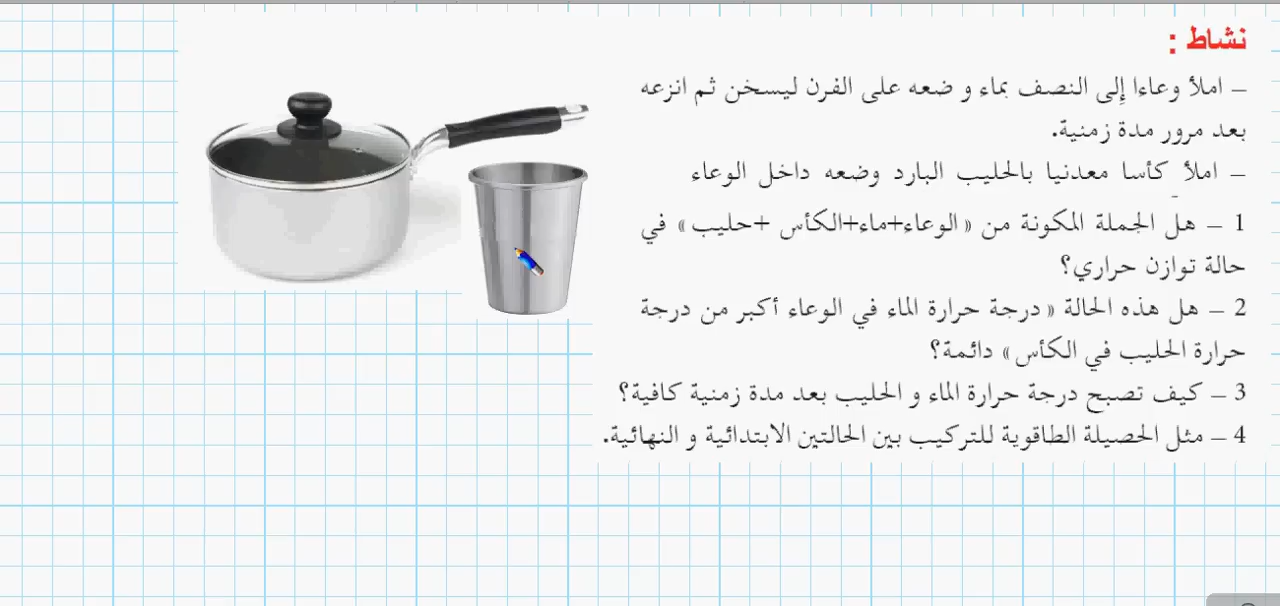 نشاط :
– املأ وعاءا إلى النصف بماء و ضعه على الفرن ليسخن ثم انزعه
بعد مرور مدة زمنية.
– املأ كأسا معدنيا بالحليب البارد وضعه داخل الوعاء
1 – هل الجملة المكونة من « الوعاء+ماء+الكأس +حليب » في
حالة توازن حراري؟
2 – هل هذه الحالة « درجة حرارة الماء في الوعاء أكبر من درجة
حرارة الحليب في الكأس» دائمة؟
3 – كيف تصبح درجة حرارة الماء و الحليب بعد مدة زمنية كافية؟
4 – مثل الحصيلة الطاقوية للتركيب بين الحالتين الابتدائية و النهائية.